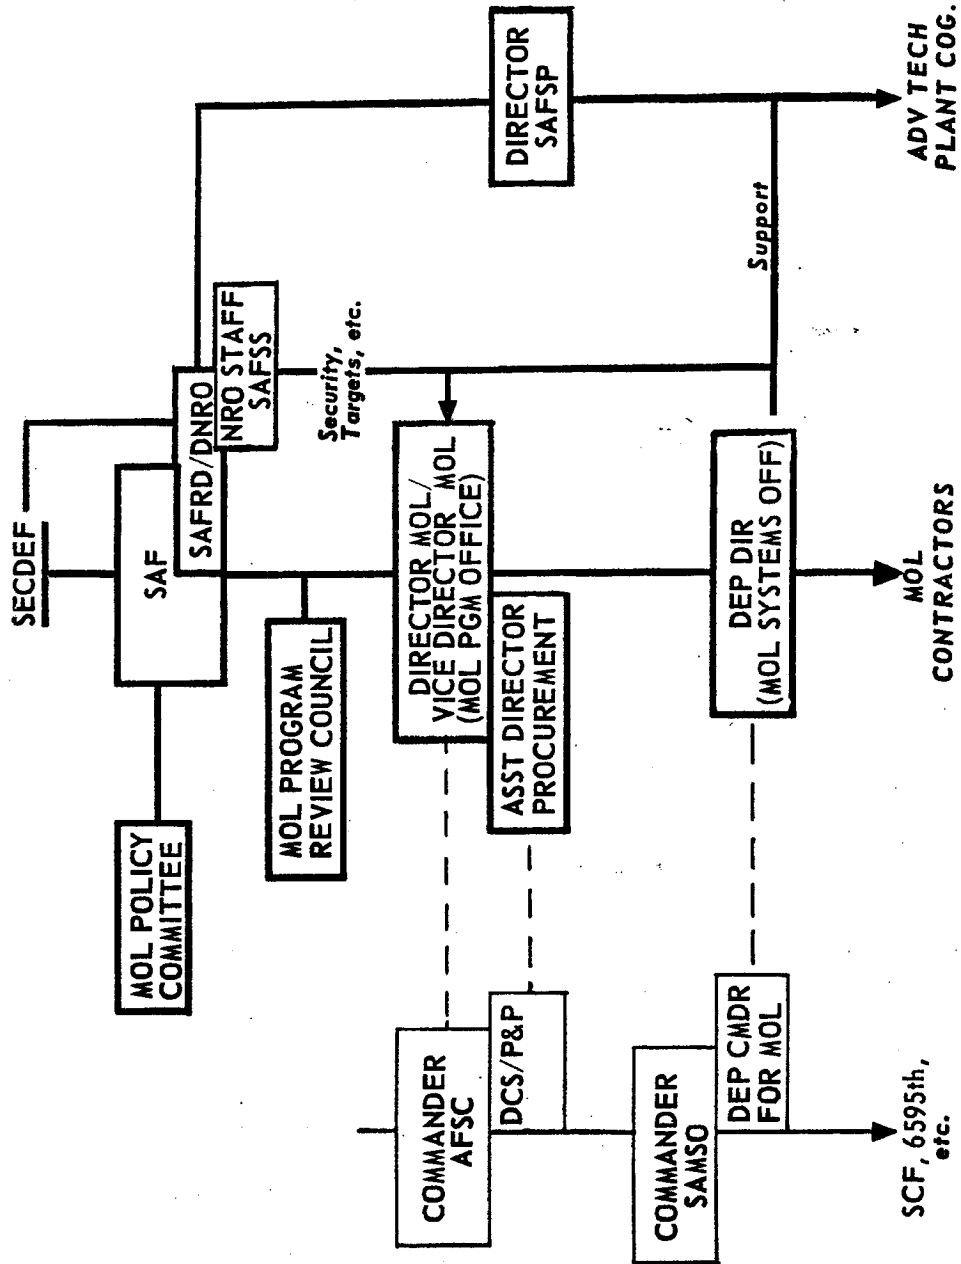 SECDEF
SAF
SAFRD/DNRO
NRO STAFF
SAFSS
MOL POLICY
COMMITTEE
MOL PROGRAM
REVIEW COUNCIL
Security,
Targets, etc.
DIRECTOR MOL/
VICE DIRECTOR MOL
(MOL PGM OFFICE)
ASST DIRECTOR
PROCUREMENT
DIRECTOR
SAFSP
COMMANDER
AFSC
DCS/P&P
COMMANDER
SAMSO
DEP CMDR
FOR MOL
DEP DIR
(MOL SYSTEMS OFF)
Support
SCF, 6595th,
etc.
MOL
CONTRACTORS
ADV TECH
PLANT COG.